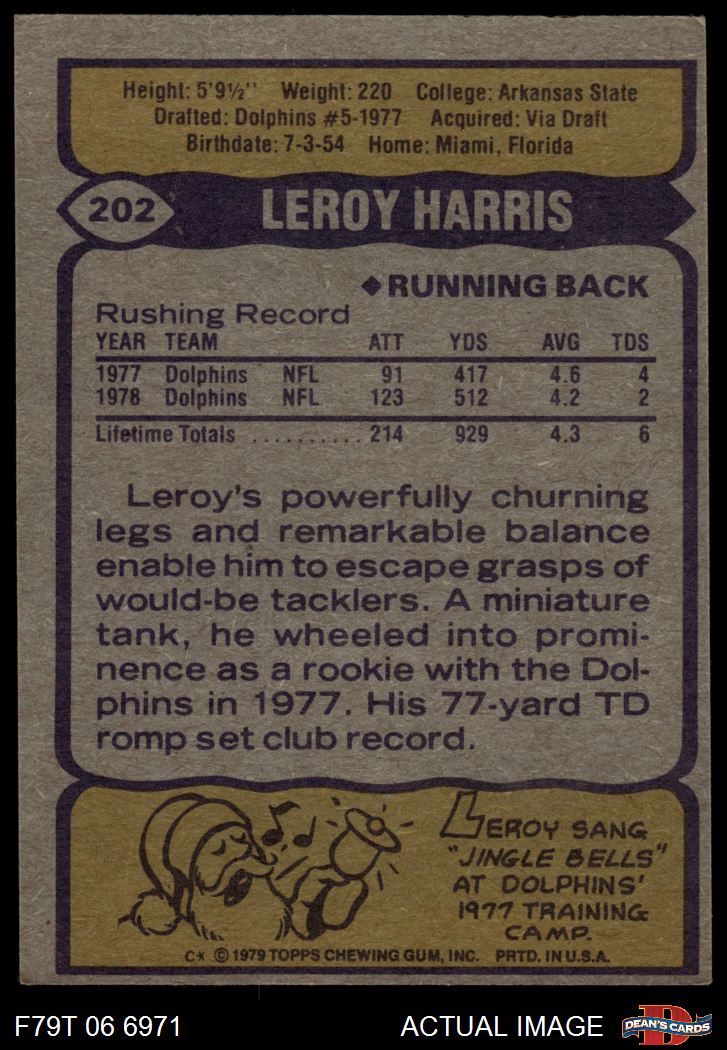 Height: 5'9½" Weight: 220 College: Arkansas State
Drafted: Dolphins #5-1977 Acquired: Via Draft
Birthdate: 7-3-54 Home: Miami, Florida
202 LEROY HARRIS
◆RUNNING BACK
Rushing Record
YEAR TEAM ATT YDS AVG TDS
1977 Dolphins NFL 91 417 4.6 4
1978 Dolphins NFL 123 512 4.2 2
Lifetime Totals .......... 214 929 4.3 6
Leroy's powerfully churning
legs and remarkable balance
enable him to escape grasps of
would-be tacklers. A miniature
tank, he wheeled into promi-
nence as a rookie with the Dol-
phins in 1977. His 77-yard TD
romp set club record.
LEROY SANG
"JINGLE BELLS"
AT DOLPHINS'
1977 TRAINING
CAMP.
C* © 1979 TOPPS CHEWING GUM, INC. PRTD. IN U.S.A.
F79T 06 6971 ACTUAL IMAGE D DEAN'S CARDS